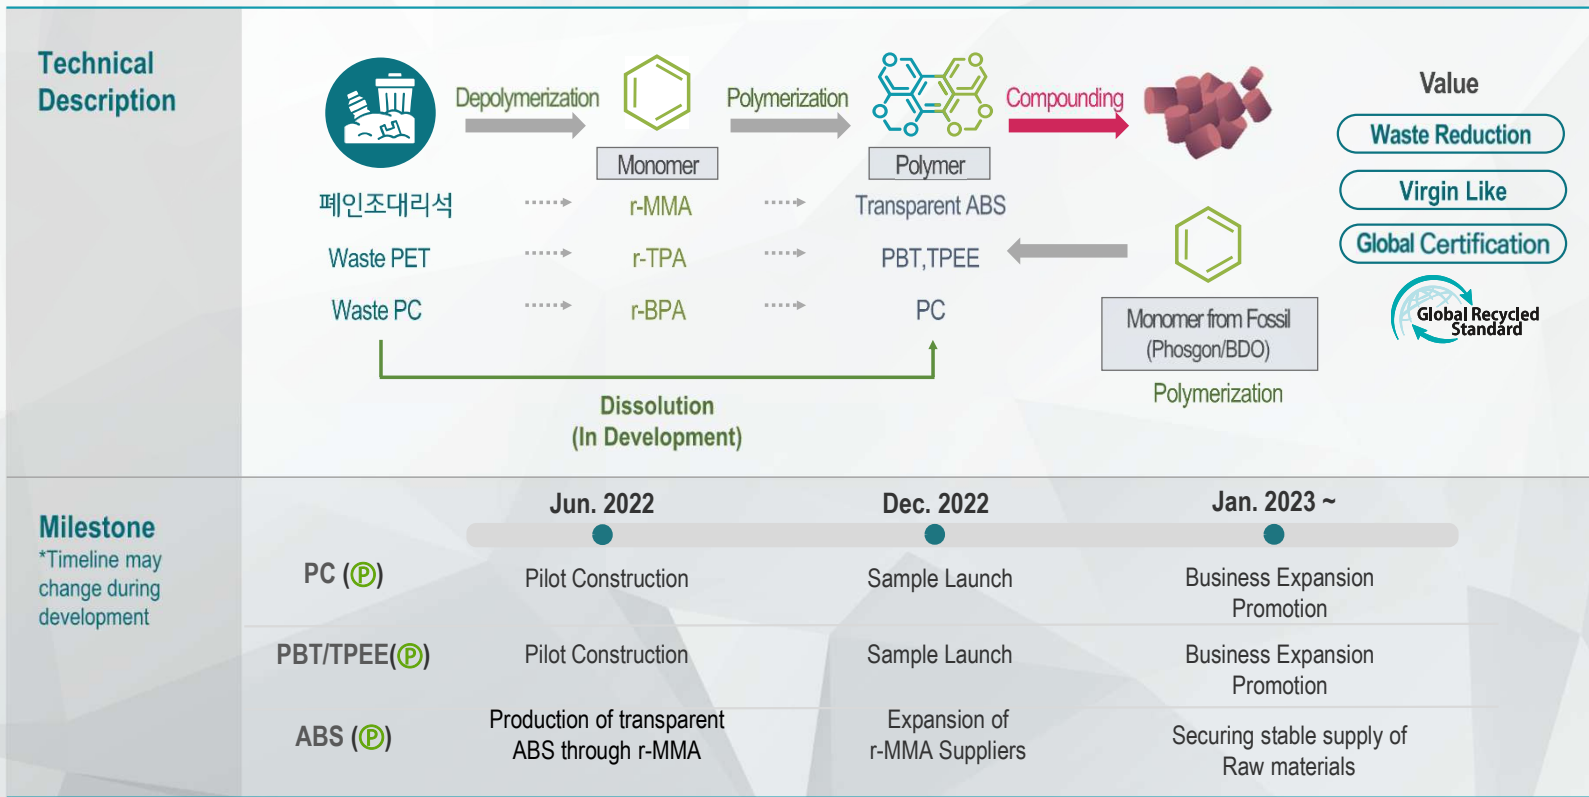 Technical
Description
Depolymerization
Polymerization
Compounding
Monomer
Polymer
폐인조대리석
r-MMA
Transparent ABS
Waste PET
r-TPA
PBT,TPEE
Waste PC
r-BPA
PC
Monomer from Fossil
(Phosgon/BDO)
Polymerization
Dissolution
(In Development)
Value
Waste Reduction
Virgin Like
Global Certification
Global Recycled
Standard
Milestone
*Timeline may
change during
development
Jun. 2022
Dec. 2022
Jan. 2023 ~
PC (Ⓟ)
Pilot Construction
Sample Launch
Business Expansion
Promotion
PBT/TPEE(Ⓟ)
Pilot Construction
Sample Launch
Business Expansion
Promotion
ABS (Ⓟ)
Production of transparent
ABS through r-MMA
Expansion of
r-MMA Suppliers
Securing stable supply of
Raw materials